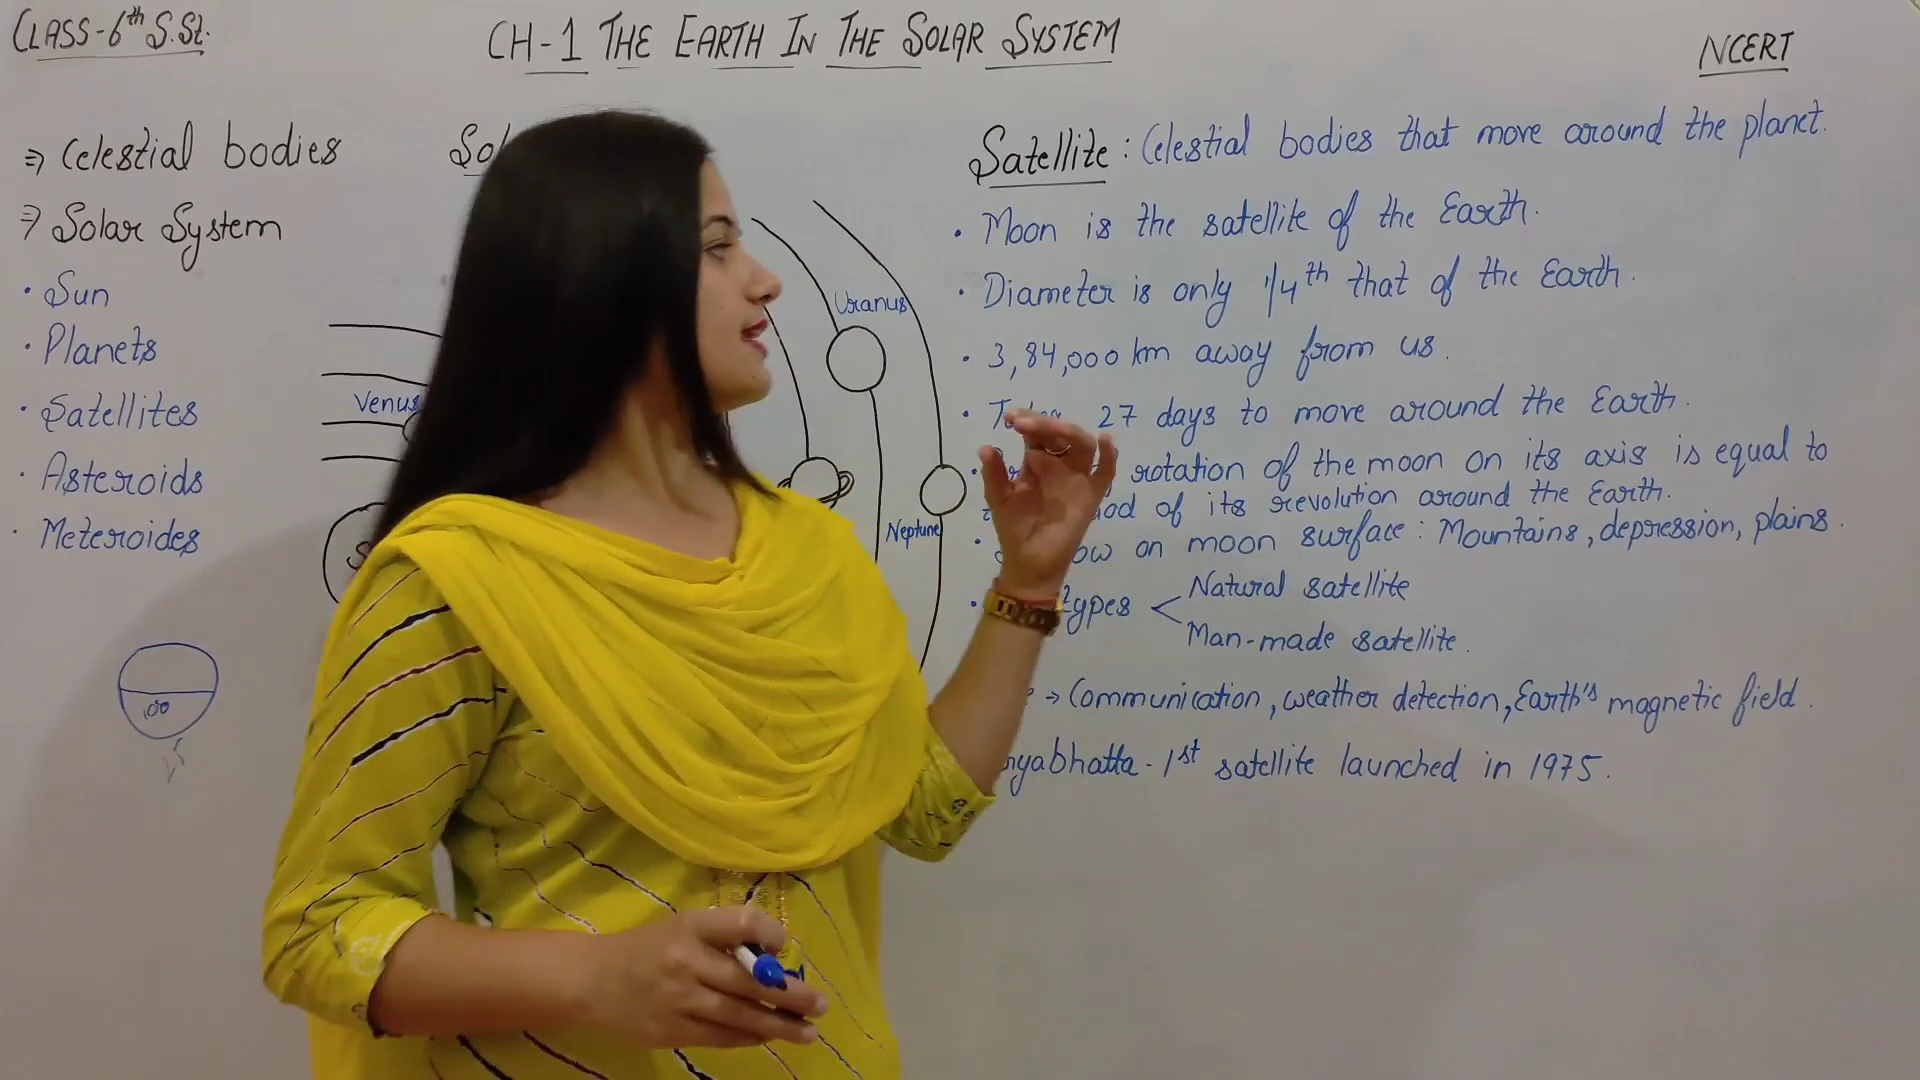 CLASS-6th S.St.
CH-1 THE EARTH IN THE SOLAR SYSTEM
NCERT
⇒ Celestial bodies
⇒ Solar System
• Sun
• Planets
• Satellites
• Asteroids
• Meteroides
100
Venus
Uranus
Neptune
Satellite : Celestial bodies that move around the planet.
• Moon is the satellite of the Earth.
• Diameter is only 1/4th that of the Earth.
• 3,84,000 km away from us.
• 27 days to move around the Earth.
• rotation of the moon on its axis is equal to
of its revolution around the Earth.
• on moon surface : Mountains, depression, plains.
• types < Natural satellite
Man-made satellite.
→ Communication, weather detection, Earth's magnetic field.
ryabhatta - 1st satellite launched in 1975.